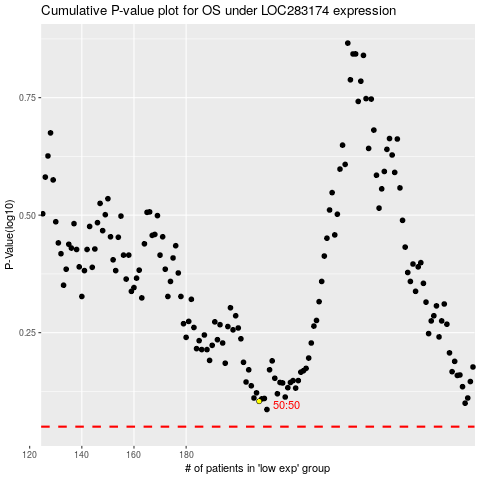 Cumulative P-value plot for OS under LOC283174 expression
P-Value(log10)
0.75
0.50
0.25
50:50
120
140
160
180
# of patients in 'low exp' group